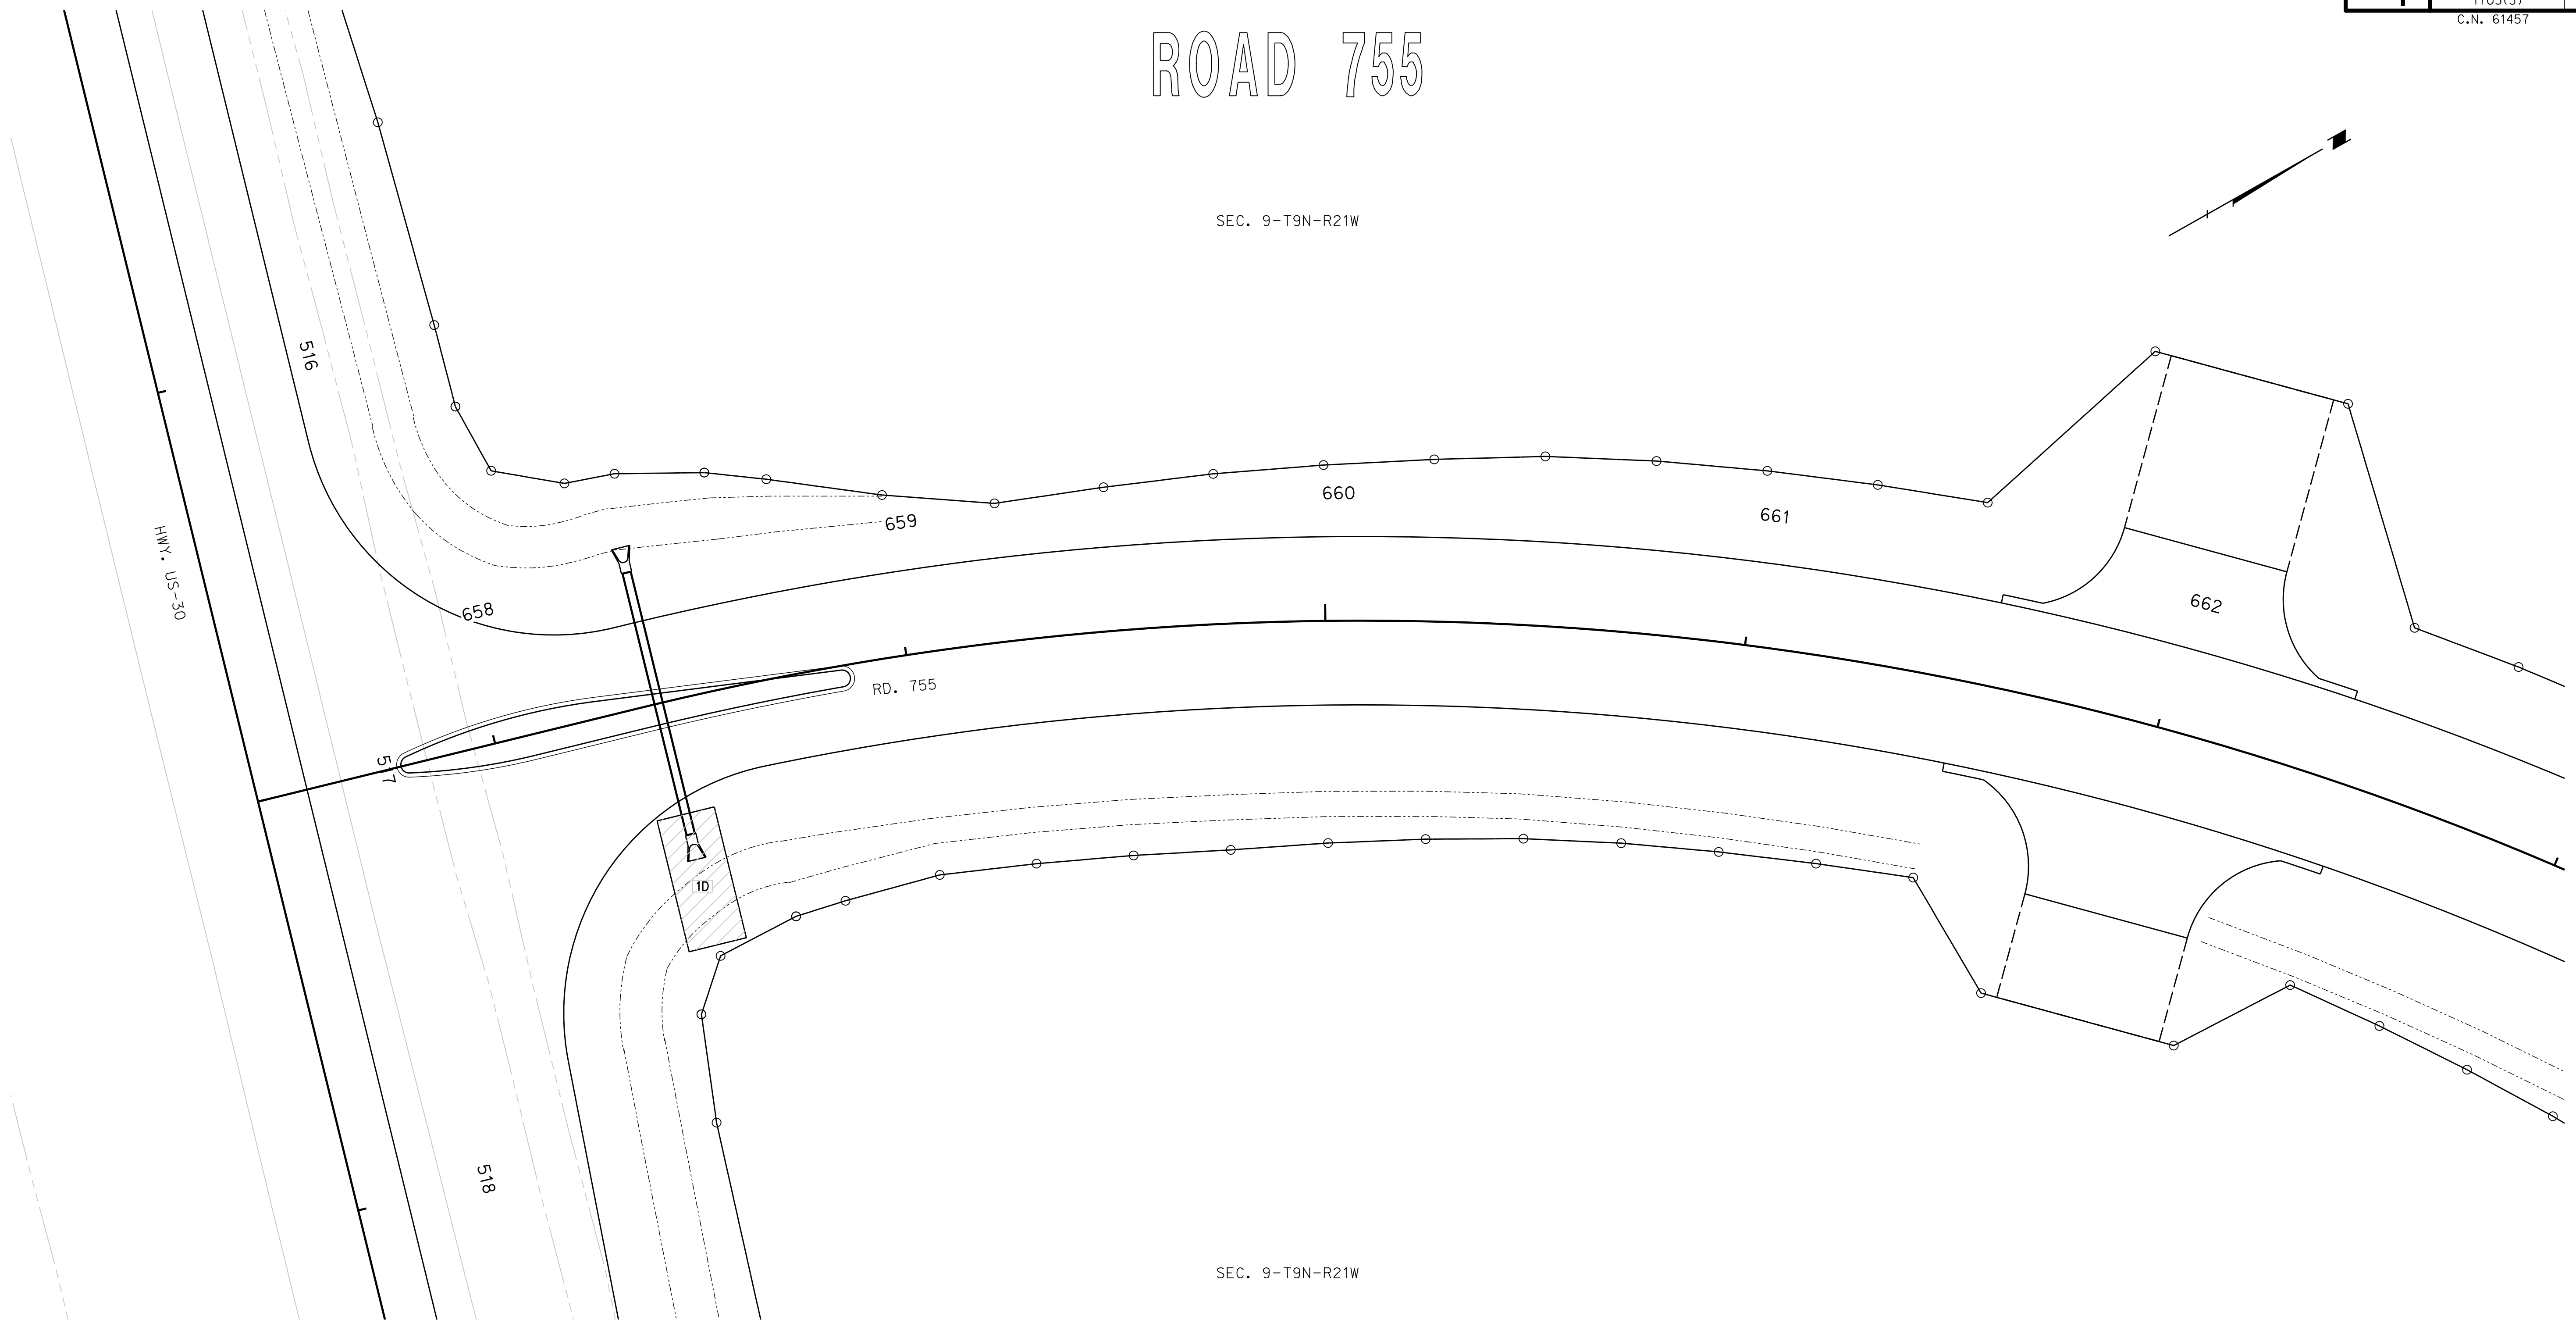 C.N. 61457
ROAD 755
SEC. 9-T9N-R21W
516
660
661
659
HWY. US-30
658
662
RD. 755
517
1D
518
SEC. 9-T9N-R21W